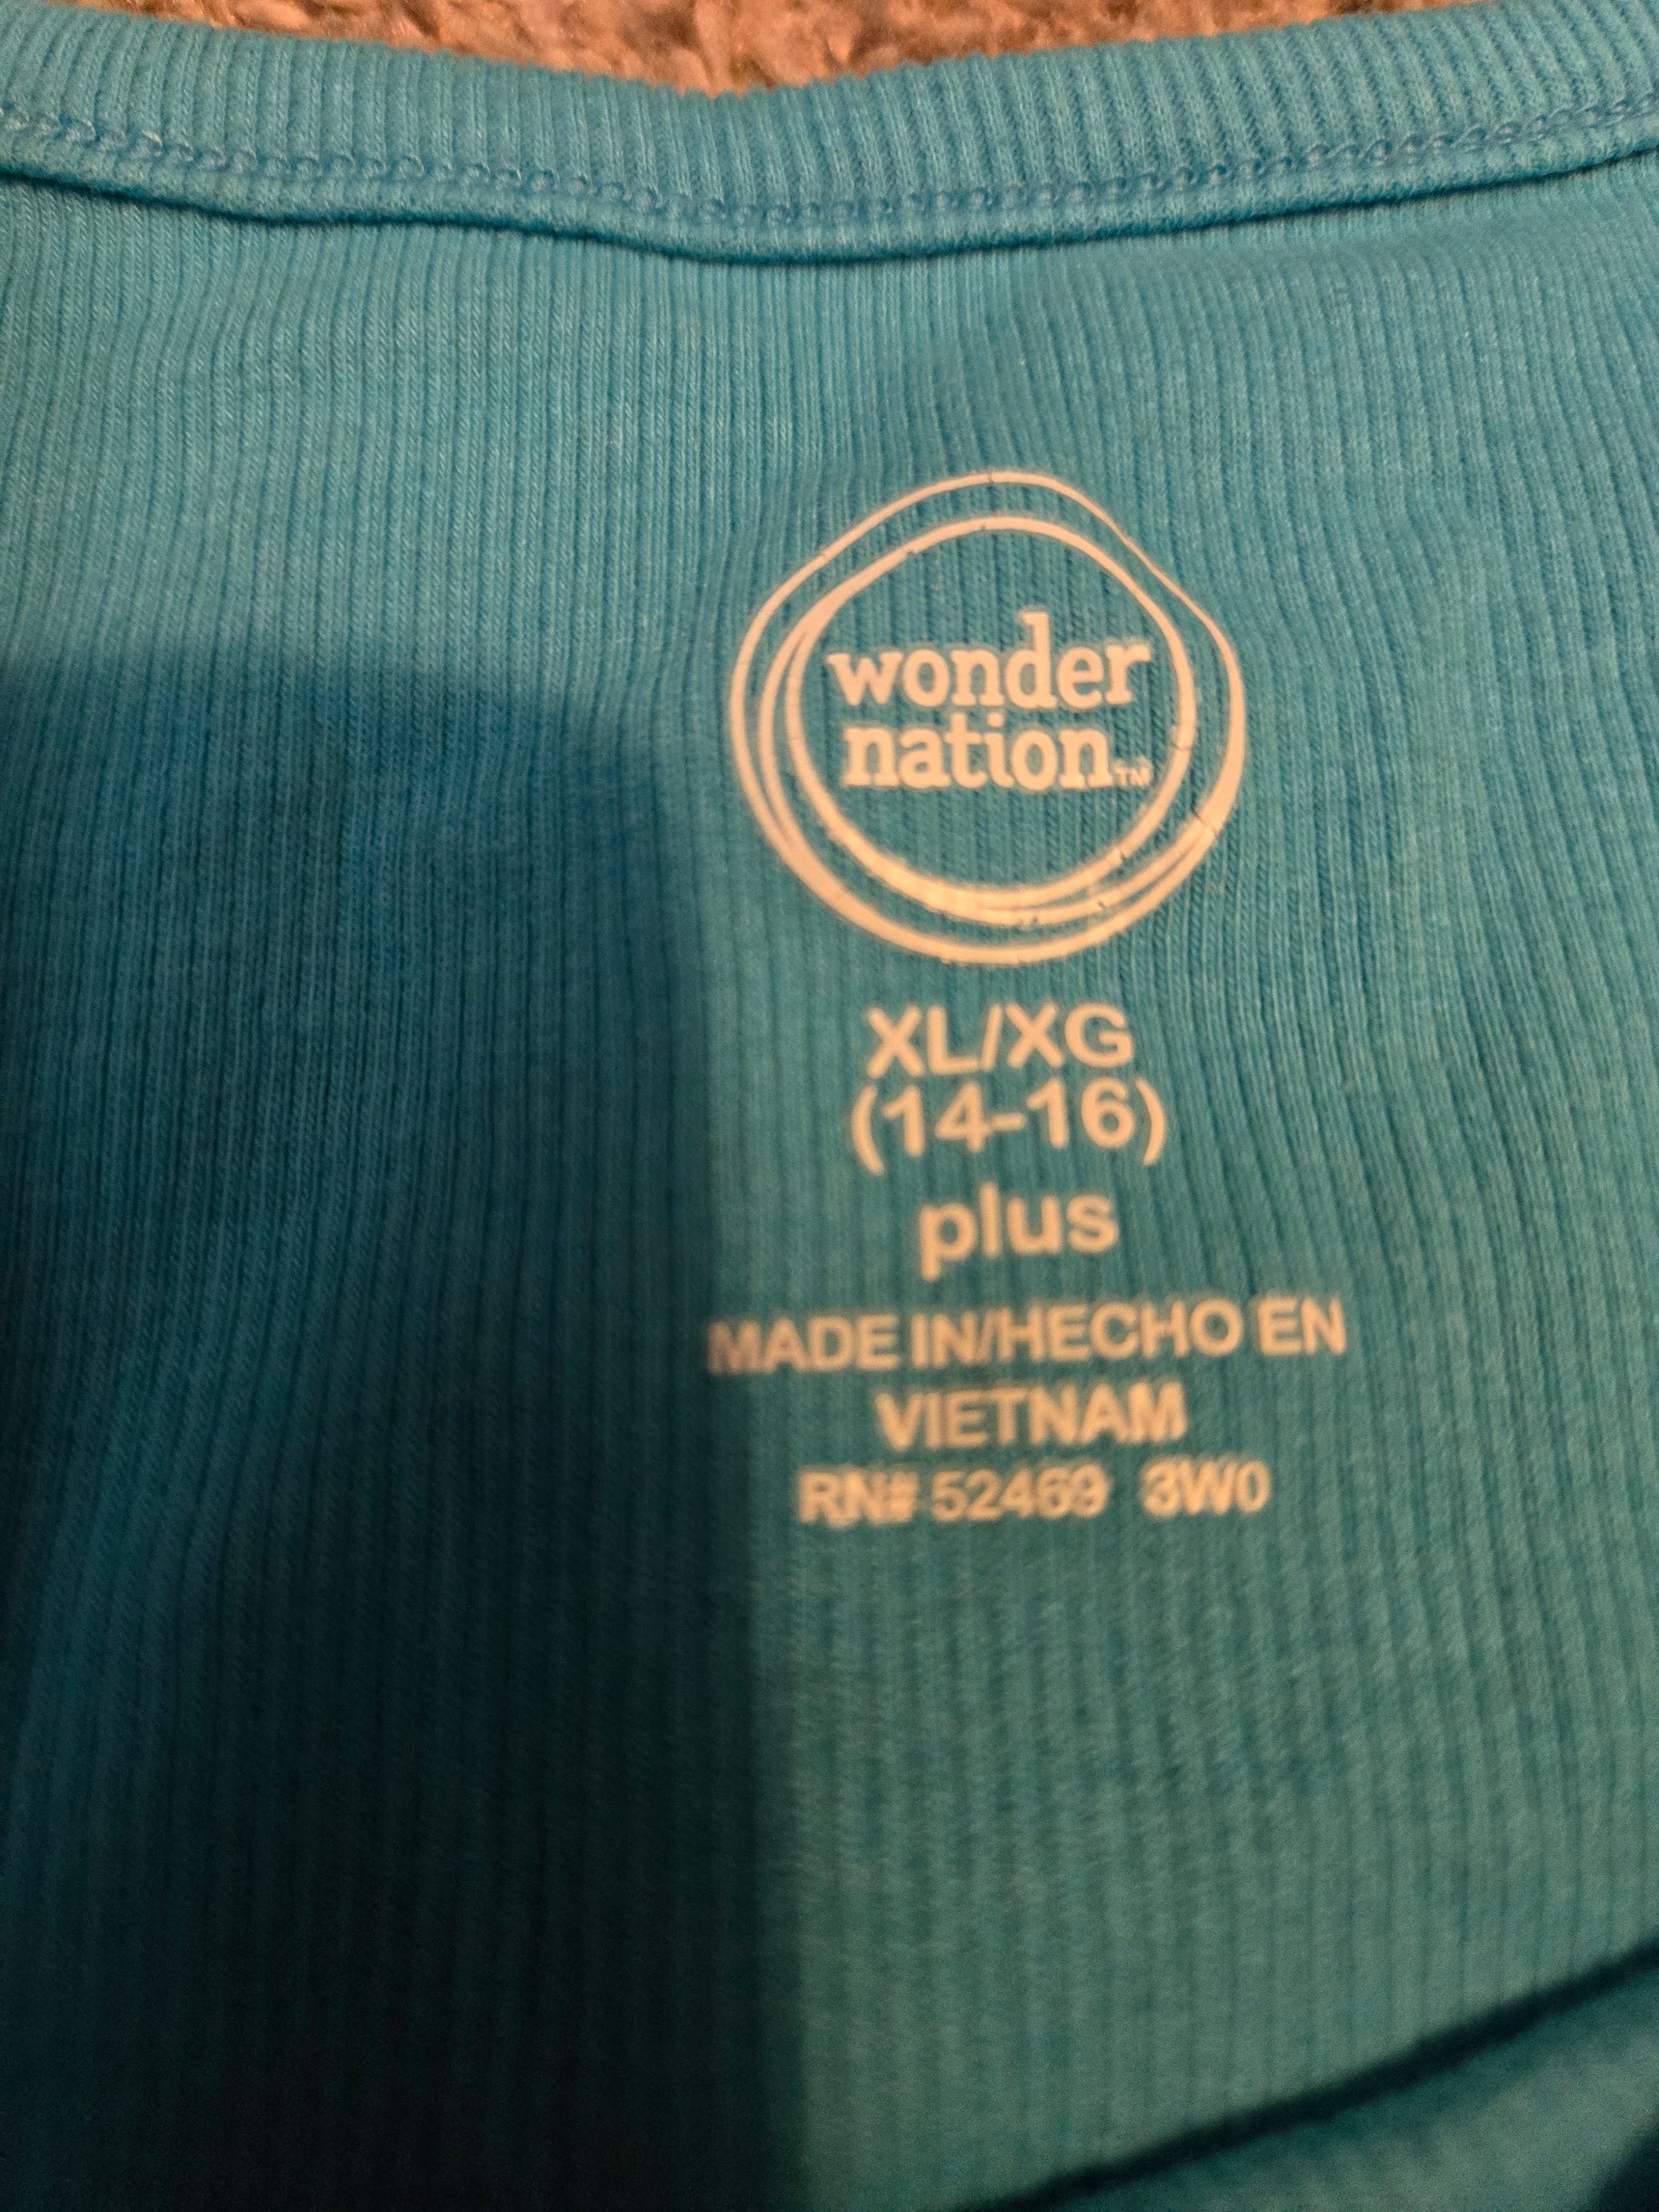 wonder
nation™
XL/XG
(14-16)
plus
MADE IN/HECHO EN
VIETNAM
RN# 52469 3W0